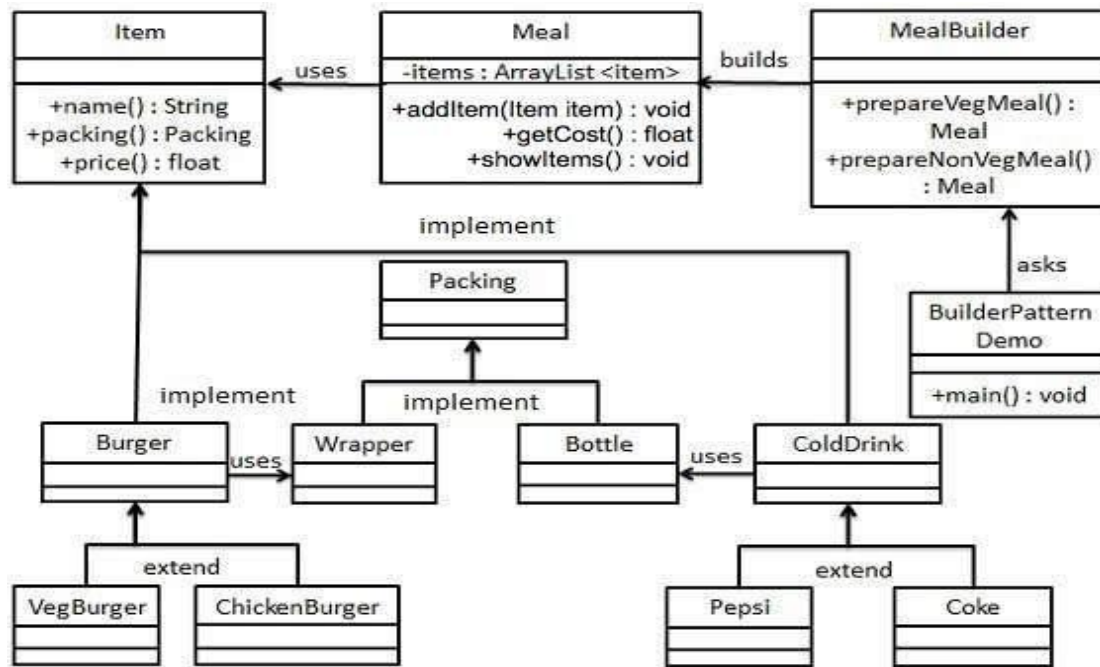 Item
+name() : String
+packing() : Packing
+price() : float
uses
Meal
-items : ArrayList <item>
+addItem(Item item) : void
+getCost() : float
+showItems() : void
builds
MealBuilder
+prepareVegMeal() :
Meal
+prepareNonVegMeal()
: Meal
implement
asks
Packing
BuilderPattern
Demo
+main() : void
implement
implement
Burger
uses
Wrapper
Bottle
uses
ColdDrink
extend
extend
VegBurger
ChickenBurger
Pepsi
Coke